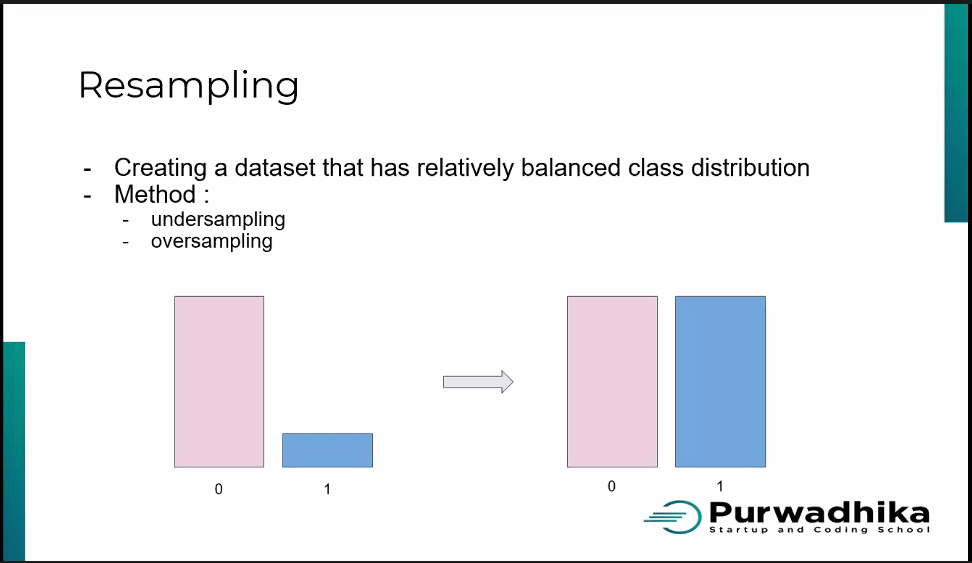 Resampling
- Creating a dataset that has relatively balanced class distribution
- Method :
- undersampling
- oversampling
0 1
0 1
Purwadhika
Startup and Coding School